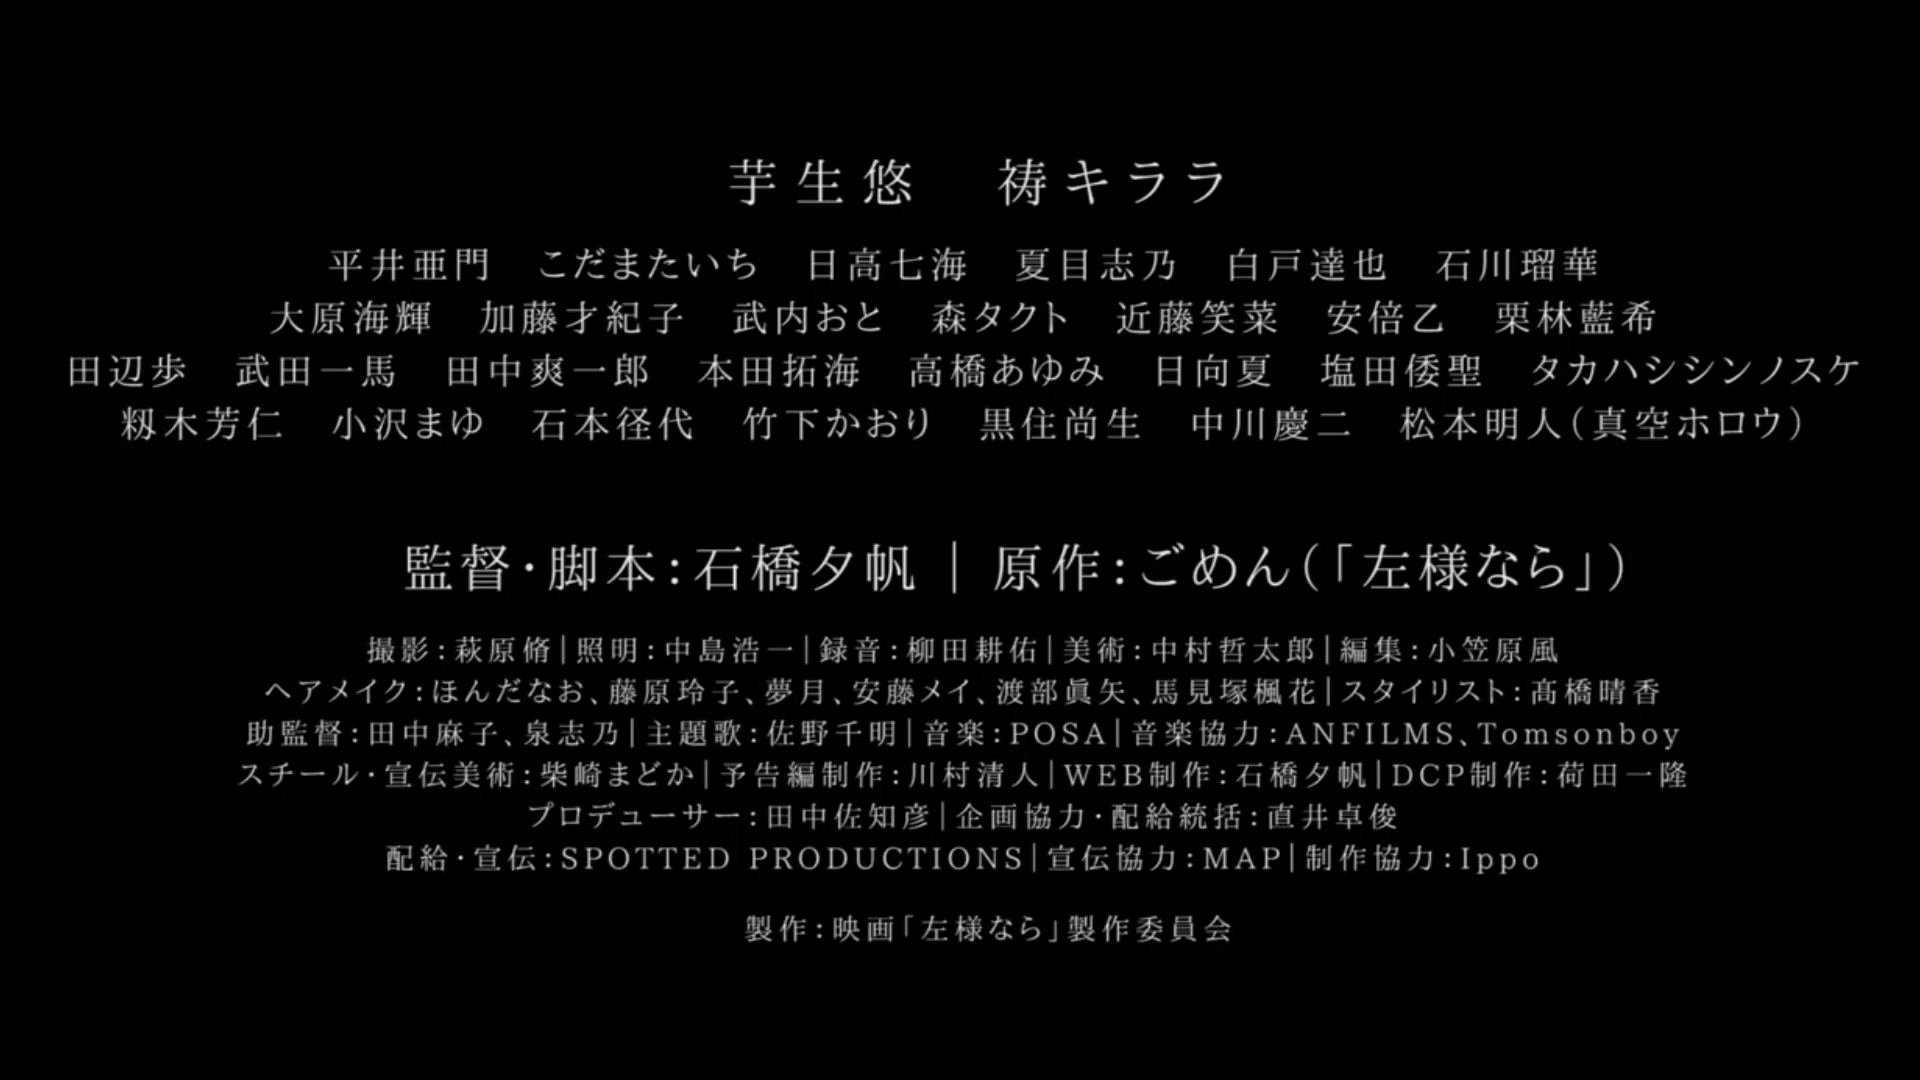 芋生悠　祷キララ
平井亜門　こだまたいち　日高七海　夏目志乃　白戸達也　石川瑠華
大原海輝　加藤才紀子　武内おと　森タクト　近藤笑菜　安倍乙　栗林藍希
田辺歩　武田一馬　田中爽一郎　本田拓海　高橋あゆみ　日向夏　塩田倭聖　タカハシシンノスケ
籾木芳仁　小沢まゆ　石本径代　竹下かおり　黒住尚生　中川慶二　松本明人(真空ホロウ)
監督・脚本:石橋夕帆｜原作:ごめん(「左様なら」)
撮影:萩原脩|照明:中島浩一|録音:柳田耕佑|美術:中村哲太郎|編集:小笠原風
ヘアメイク:ほんだなお、藤原玲子、夢月、安藤メイ、渡部眞矢、馬見塚楓花|スタイリスト:髙橋晴香
助監督:田中麻子、泉志乃|主題歌:佐野千明|音楽:POSA|音楽協力:ANFILMS、Tomsonboy
スチール・宣伝美術:柴崎まどか|予告編制作:川村清人|WEB制作:石橋夕帆|DCP制作:荷田一隆
プロデューサー:田中佐知彦|企画協力・配給統括:直井卓俊
配給・宣伝:SPOTTED PRODUCTIONS|宣伝協力:MAP|制作協力:Ippo
製作:映画「左様なら」製作委員会